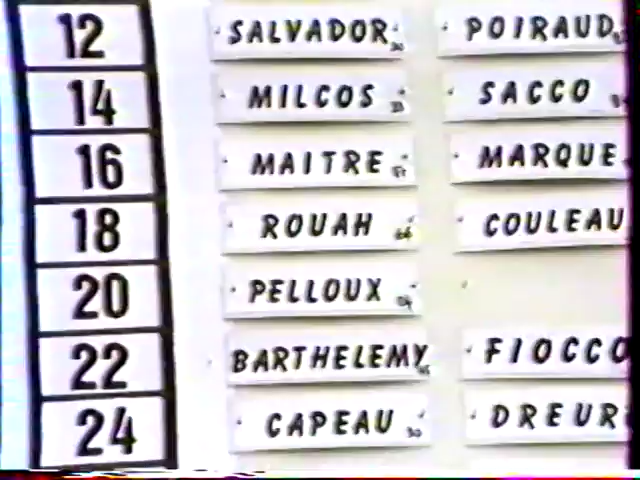 12 SALVADOR POIRAUD
14 MILCOS SACCO
16 MAITRE MARQUE
18 ROUAH COULEAU
20 PELLOUX
22 BARTHELEMY FIOCCO
24 CAPEAU DREUR